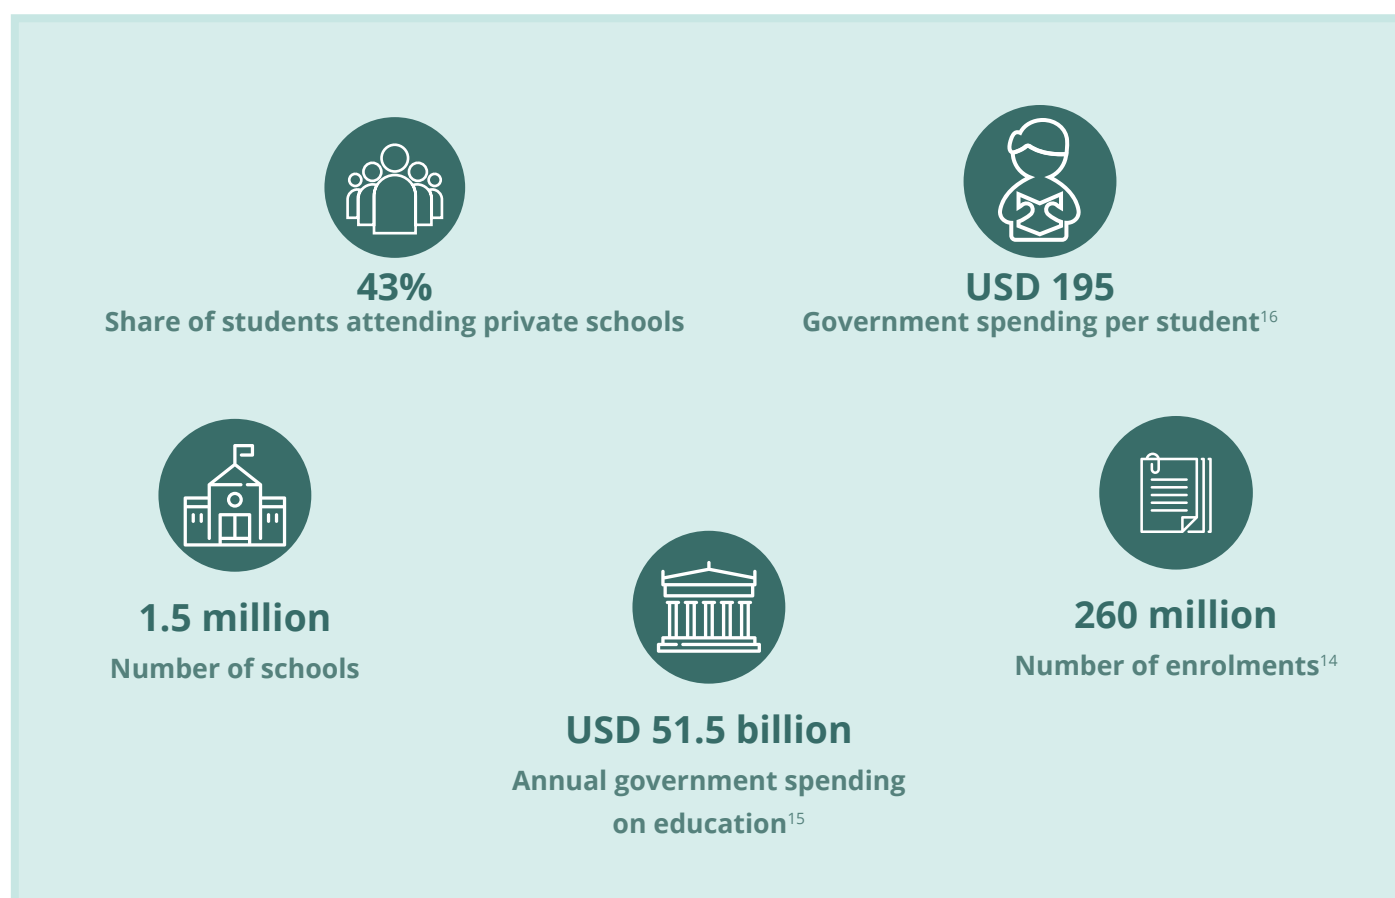 43%
Share of students attending private schools
USD 195
Government spending per student16
1.5 million
Number of schools
USD 51.5 billion
Annual government spending
on education15
260 million
Number of enrolments14